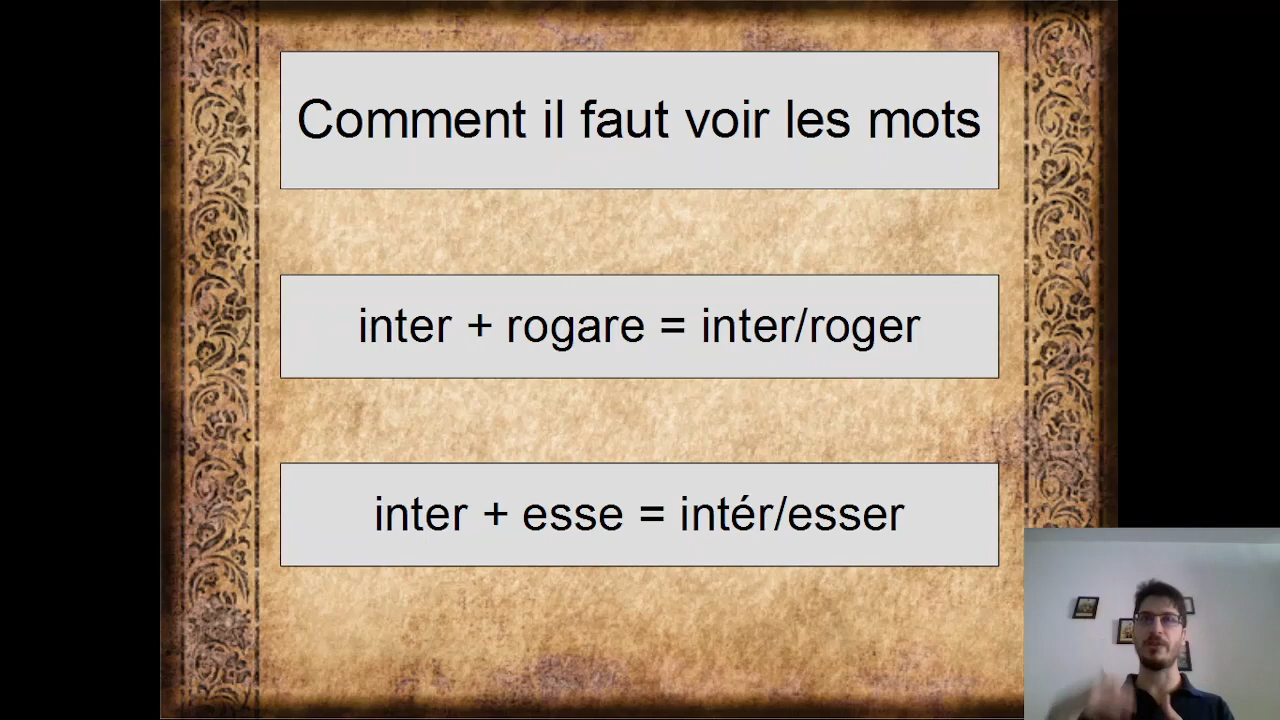 Comment il faut voir les mots
inter + rogare = inter/roger
inter + esse = intér/esser